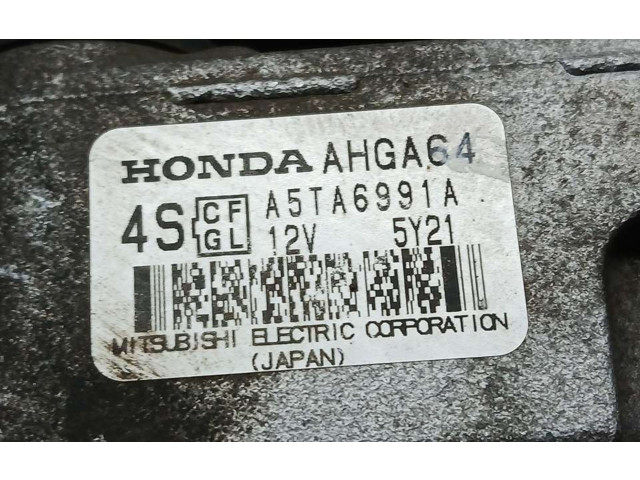 HONDA AHGA64
4S CF GL A5TA6991A
12V 5Y21
MITSUBISHI ELECTRIC CORPORATION
(JAPAN)